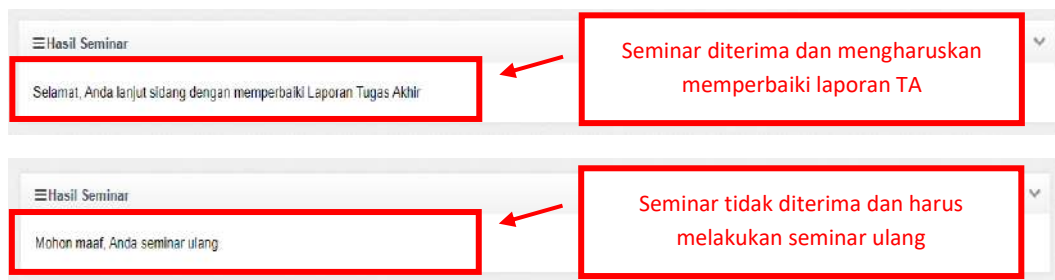 Hasil Seminar
Seminar diterima dan mengharuskan
memperbaiki laporan TA
Selamat, Anda lanjut sidang dengan memperbaiki Laporan Tugas Akhir
Hasil Seminar
Seminar tidak diterima dan harus
melakukan seminar ulang
Mohon maaf, Anda seminar ulang